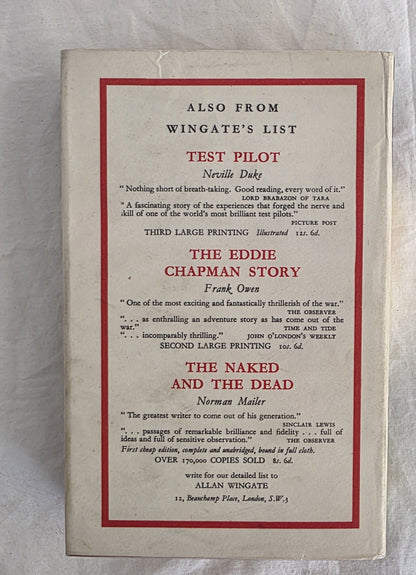 ALSO FROM
WINGATE'S LIST
TEST PILOT
Neville Duke
"Nothing short of breath-taking. Good reading, every word of it."
LORD BRABAZON OF TARA
"A fascinating story of the experiences that forged the nerve and
skill of one of the world's most brilliant test pilots."
PICTURE POST
THIRD LARGE PRINTING Illustrated 12s. 6d.
THE EDDIE
CHAPMAN STORY
Frank Owen
"One of the most exciting and fantastically thrillerish of the war."
THE OBSERVER
". . . as enthralling an adventure story as has come out of the
war." TIME AND TIDE
". . . incomparably thrilling." JOHN O'LONDON'S WEEKLY
SECOND LARGE PRINTING 10s. 6d.
THE NAKED
AND THE DEAD
Norman Mailer
"The greatest writer to come out of his generation."
SINCLAIR LEWIS
". . . passages of remarkable brilliance and fidelity . . . full of
ideas and full of sensitive observation." THE OBSERVER
First cheap edition, complete and unabridged, bound in full cloth.
OVER 170,000 COPIES SOLD 8s. 6d.
write for our detailed list to
ALLAN WINGATE
12, Beauchamp Place, London, S.W.3